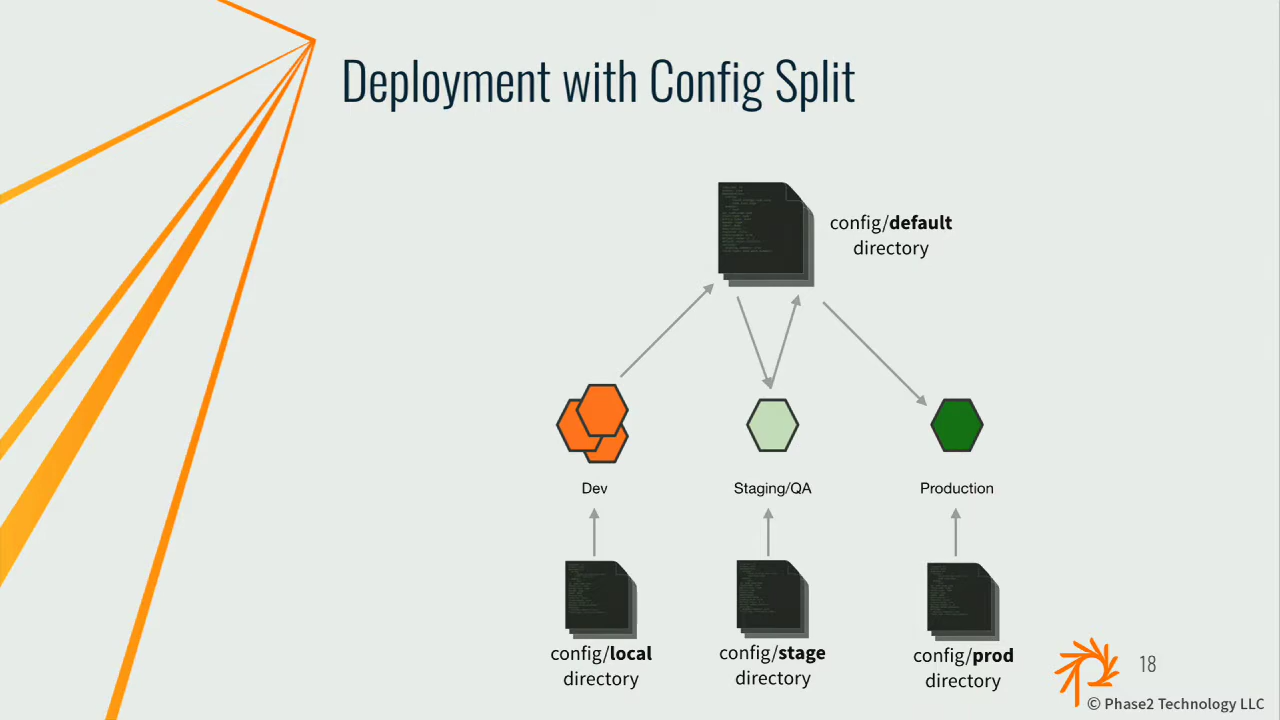 Deployment with Config Split
config/default
directory
Dev
Staging/QA
Production
config/local
directory
config/stage
directory
config/prod
directory
18
© Phase2 Technology LLC